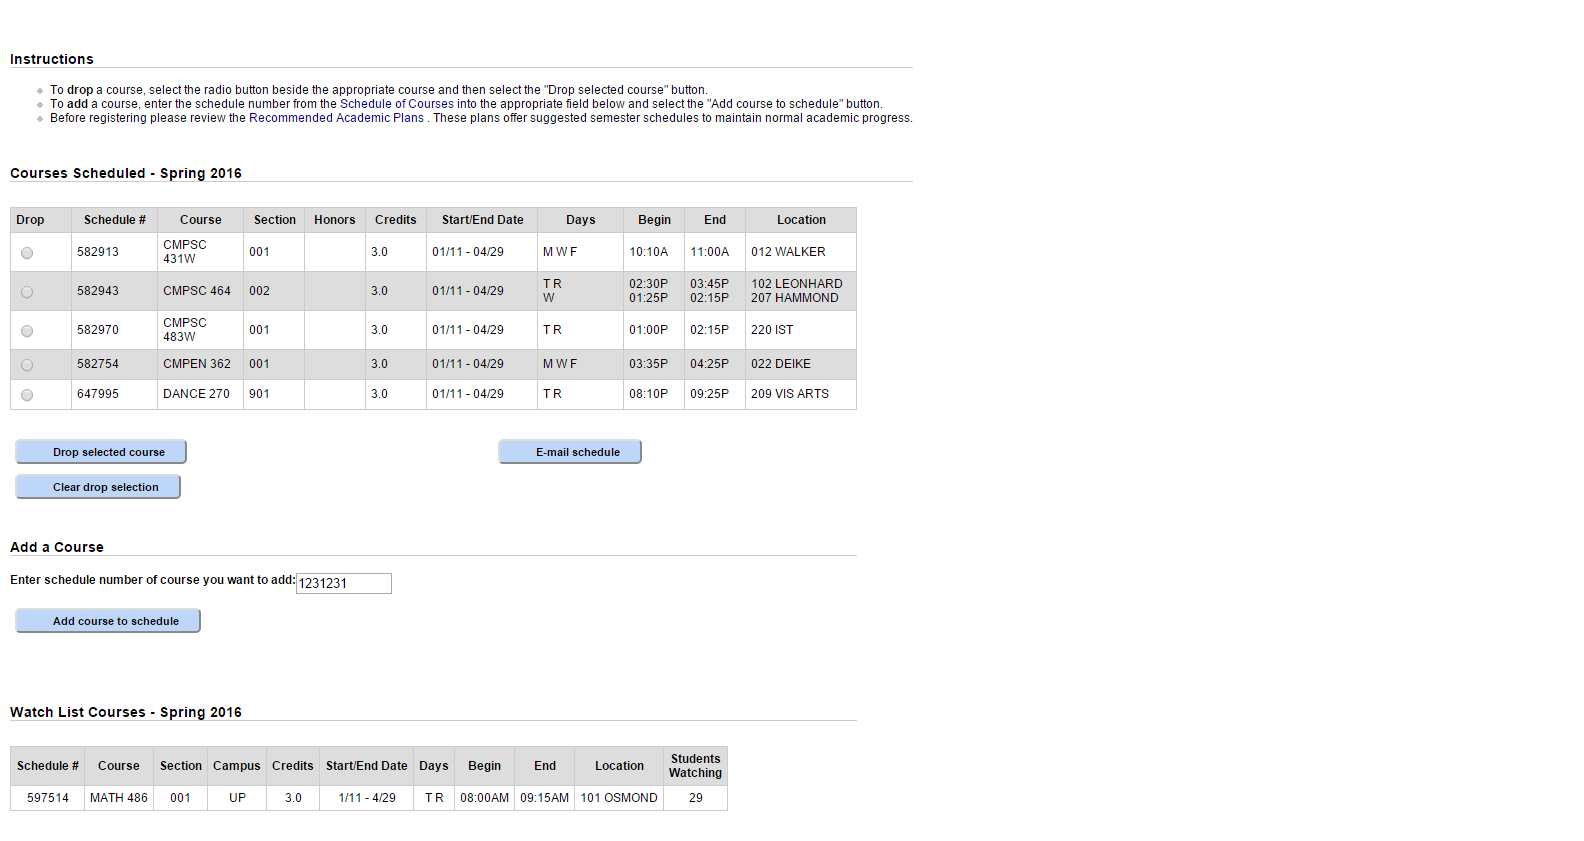 Instructions
To drop a course, select the radio button beside the appropriate course and then select the "Drop selected course" button.
To add a course, enter the schedule number from the Schedule of Courses into the appropriate field below and select the "Add course to schedule" button.
Before registering please review the Recommended Academic Plans . These plans offer suggested semester schedules to maintain normal academic progress.
Courses Scheduled - Spring 2016
Drop Schedule # Course Section Honors Credits Start/End Date Days Begin End Location
582913 CMPSC 431W 001 3.0 01/11 - 04/29 M W F 10:10A 11:00A 012 WALKER
582943 CMPSC 464 002 3.0 01/11 - 04/29 T R 02:30P 03:45P 102 LEONHARD
W 01:25P 02:15P 207 HAMMOND
582970 CMPSC 483W 001 3.0 01/11 - 04/29 T R 01:00P 02:15P 220 IST
582754 CMPEN 362 001 3.0 01/11 - 04/29 M W F 03:35P 04:25P 022 DEIKE
647995 DANCE 270 901 3.0 01/11 - 04/29 T R 08:10P 09:25P 209 VIS ARTS
Drop selected course E-mail schedule
Clear drop selection
Add a Course
Enter schedule number of course you want to add: 1231231
Add course to schedule
Watch List Courses - Spring 2016
Schedule # Course Section Campus Credits Start/End Date Days Begin End Location Students Watching
597514 MATH 486 001 UP 3.0 1/11 - 4/29 T R 08:00AM 09:15AM 101 OSMOND 29